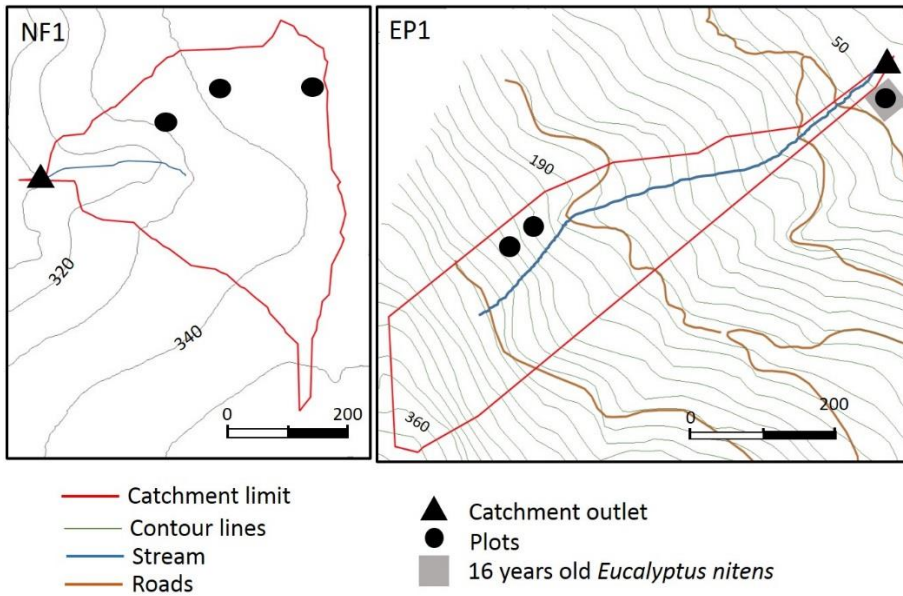 NF1
320
340
0
200
EP1
50
190
360
0
200
Catchment limit
Contour lines
Stream
Roads
Catchment outlet
Plots
16 years old Eucalyptus nitens